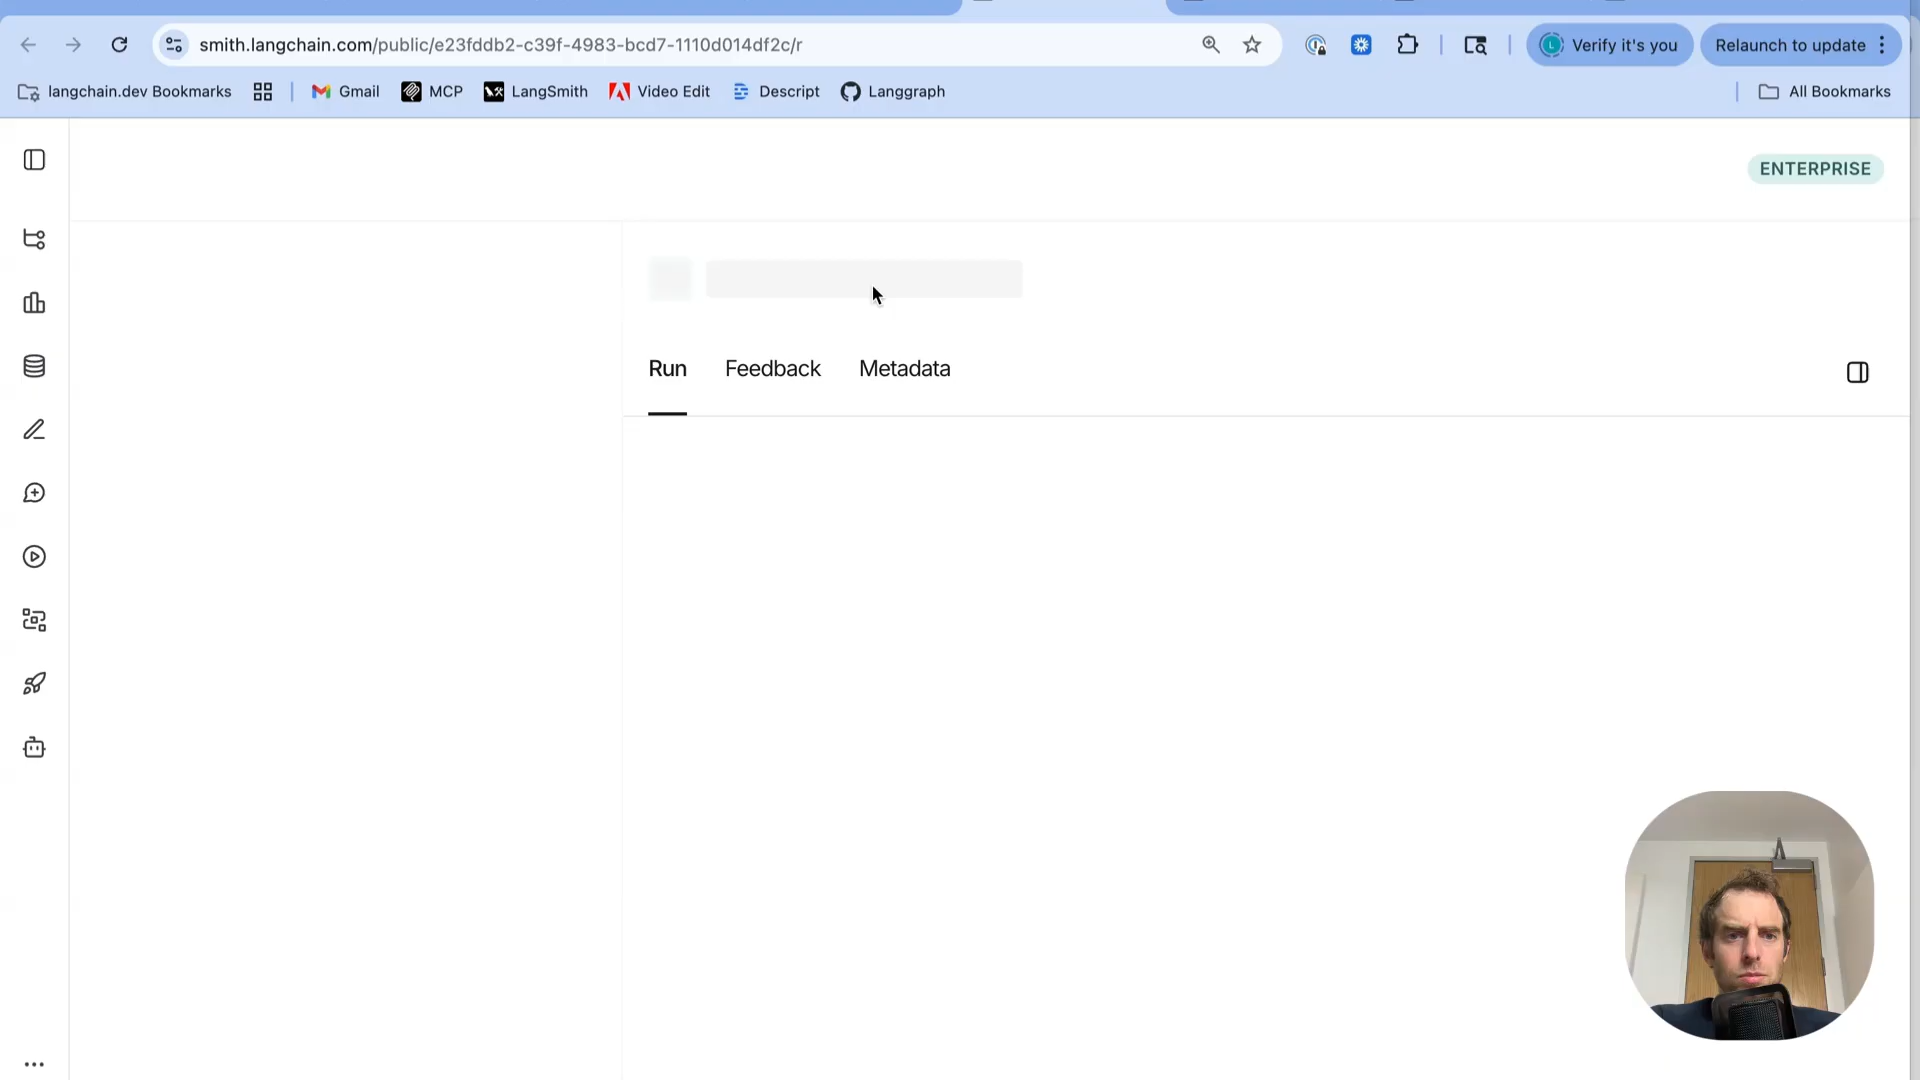 smith.langchain.com/public/e23fddb2-c39f-4983-bcd7-1110d014df2c/r
Verify it's you
Relaunch to update
langchain.dev Bookmarks
Gmail
MCP
LangSmith
Video Edit
Descript
Langgraph
All Bookmarks
ENTERPRISE
Run
Feedback
Metadata